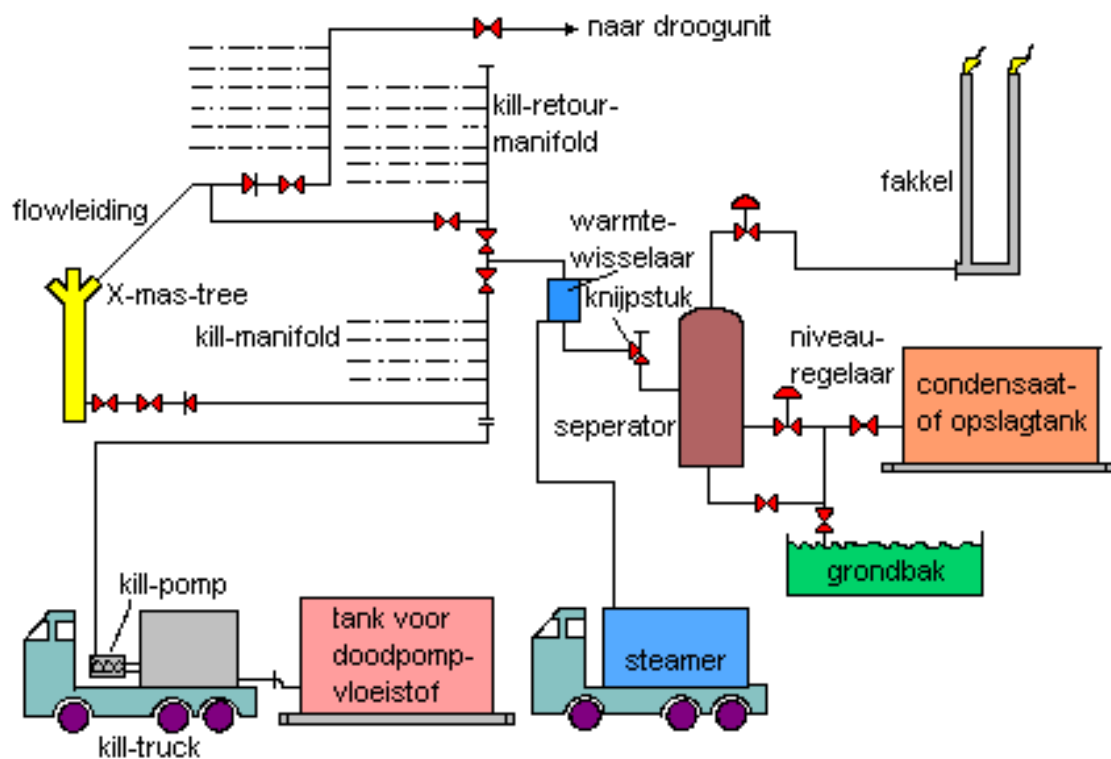 naar droogunit
kill-retour-
manifold
fakkel
flowleiding
warmte-
wisselaar
X-mas-tree
knijpstuk
kill-manifold
niveau-
regelaar
condensaat-
of opslagtank
seperator
grondbak
kill-pomp
tank voor
doodpomp-
vloeistof
steamer
kill-truck